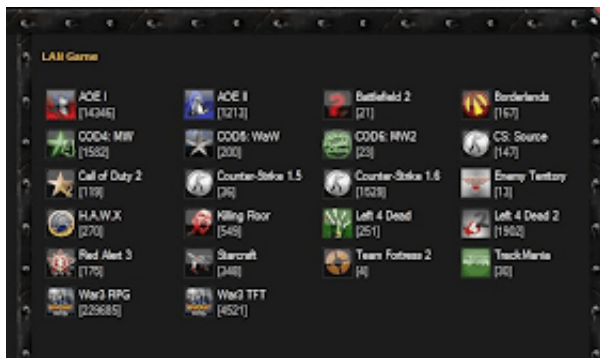 LAN Game
AOE I
[14346]
AOE II
[1213]
Battlefield 2
[21]
Borderlands
[167]
COD4: MW
[1582]
COD5: WaW
[200]
COD6: MW2
[23]
CS: Source
[147]
Call of Duty 2
[119]
Counter-Strike 1.5
[36]
Counter-Strike 1.6
[1529]
Enemy Territory
[13]
H.A.W.X
[270]
Killing Floor
[549]
Left 4 Dead
[251]
Left 4 Dead 2
[1902]
Red Alert 3
[175]
Starcraft
[348]
Team Fortress 2
[4]
TrackMania
[30]
War3 RPG
[229685]
War3 TFT
[4521]